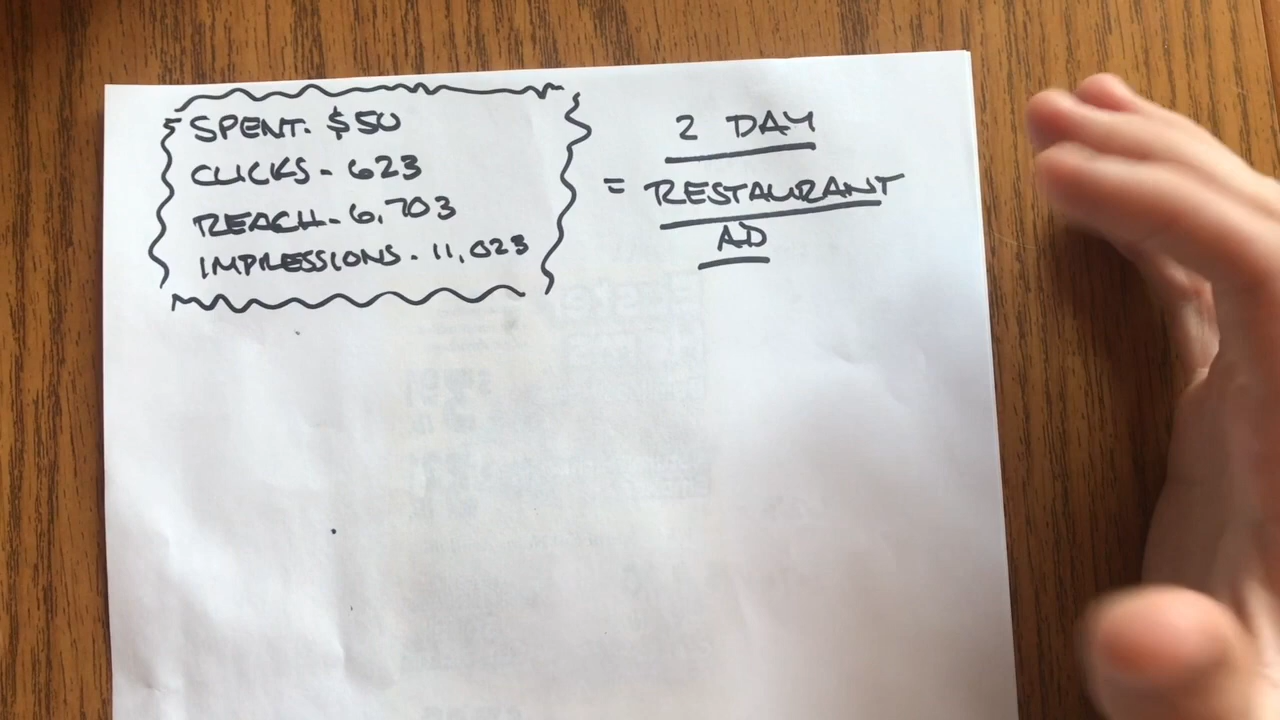 SPENT. $50
CLICKS - 623
REACH - 6,703
IMPRESSIONS. 11,023
= 2 DAY
RESTAURANT
AD